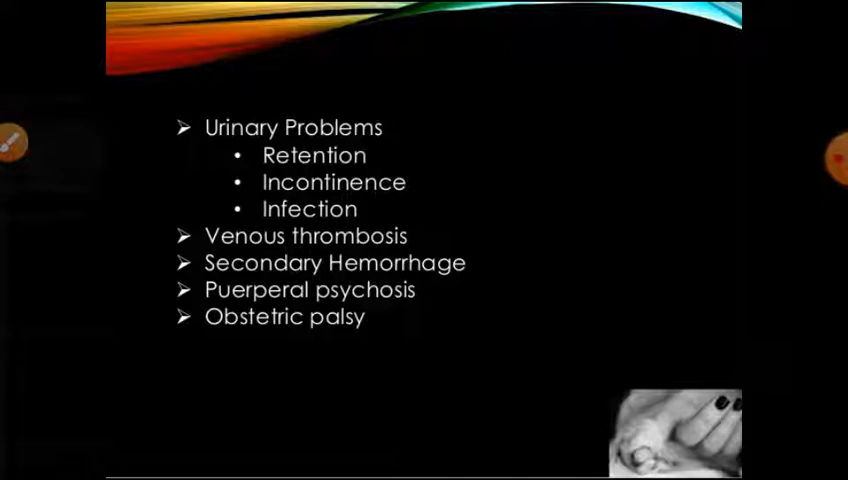 Urinary Problems
Retention
Incontinence
Infection
Venous thrombosis
Secondary Hemorrhage
Puerperal psychosis
Obstetric palsy